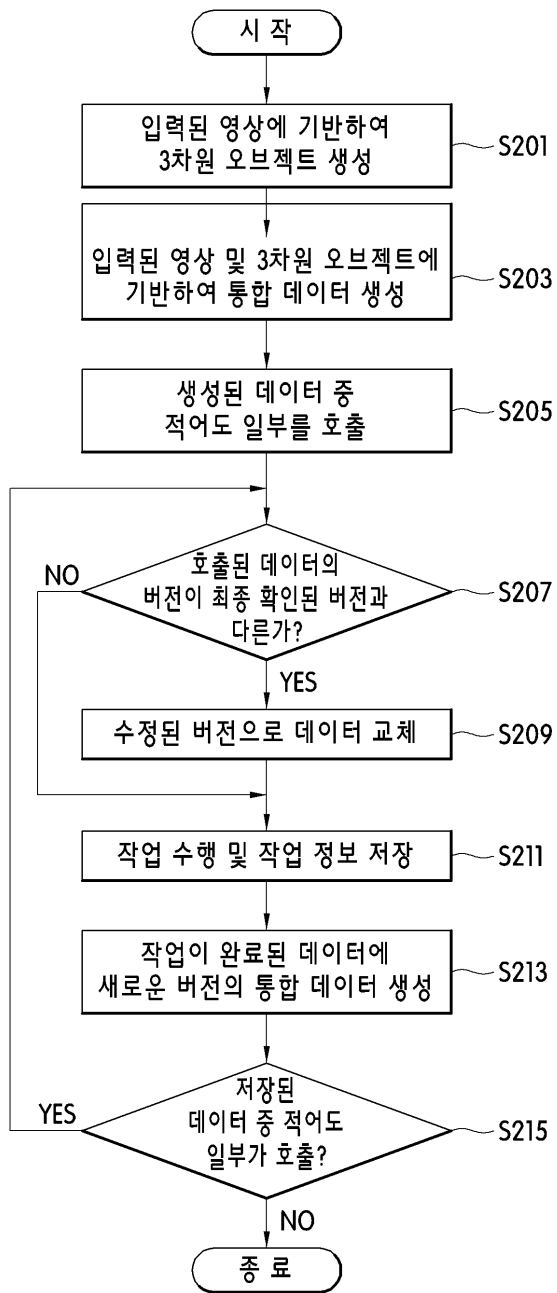 시 작
입력된 영상에 기반하여
3차원 오브젝트 생성
S201
입력된 영상 및 3차원 오브젝트에
기반하여 통합 데이터 생성
S203
생성된 데이터 중
적어도 일부를 호출
S205
호출된 데이터의
버전이 최종 확인된 버전과
다른가?
S207
NO
YES
수정된 버전으로 데이터 교체
S209
작업 수행 및 작업 정보 저장
S211
작업이 완료된 데이터에
새로운 버전의 통합 데이터 생성
S213
저장된
데이터 중 적어도
일부가 호출?
S215
YES
NO
종 료